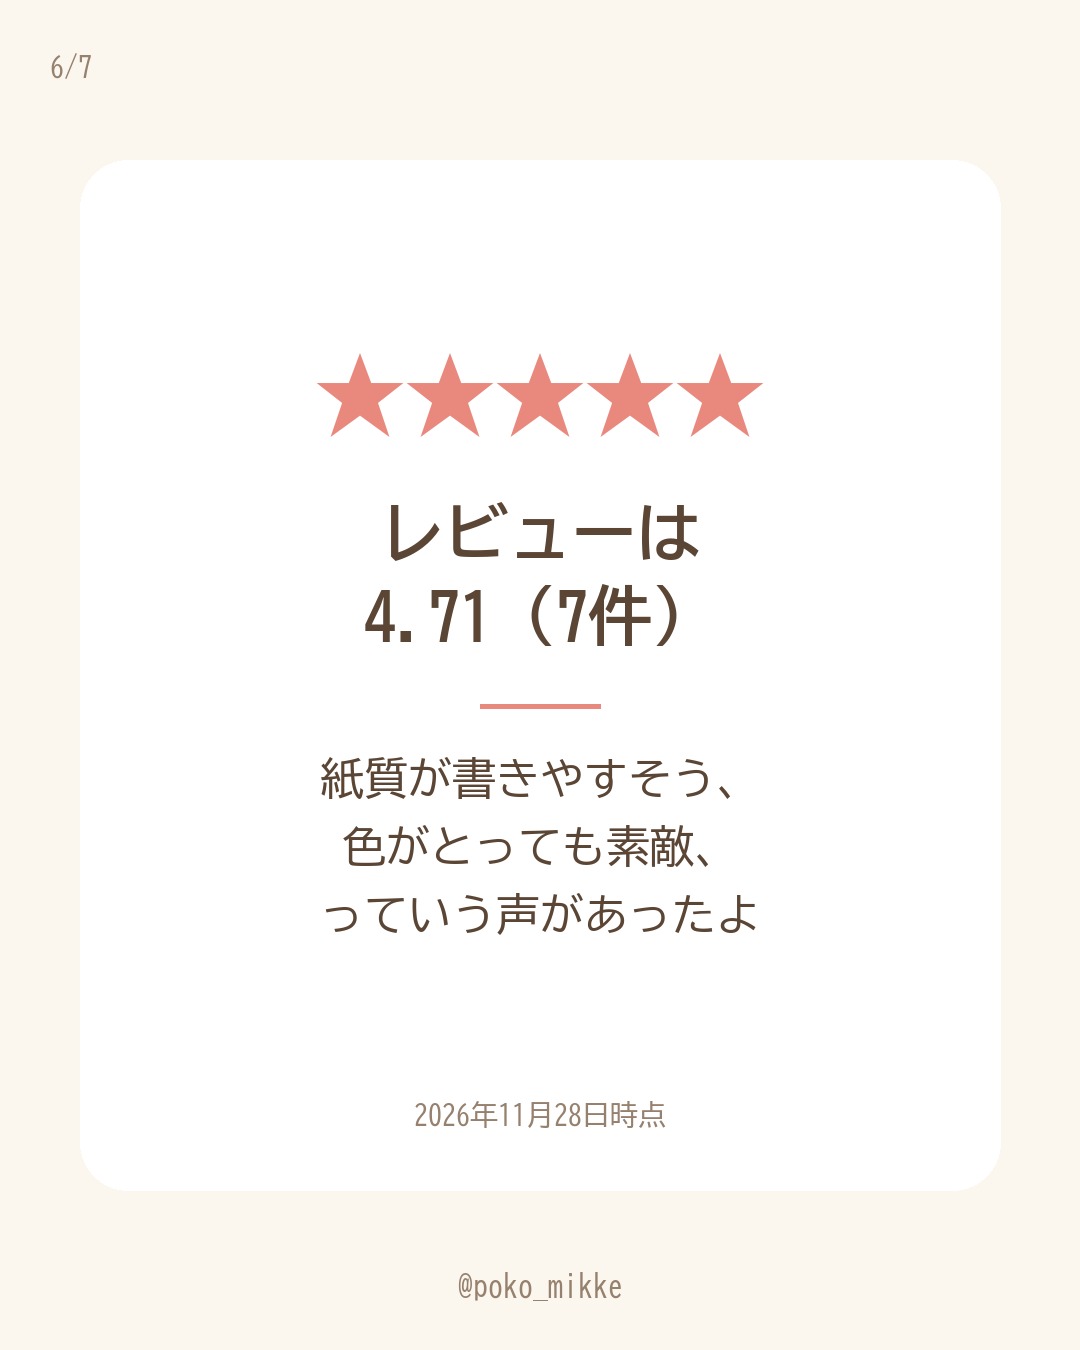 6/7
★★★★★
レビューは
4.71（7件）
紙質が書きやすそう、
色がとっても素敵、
っていう声があったよ
2026年11月28日時点
@poko_mikke